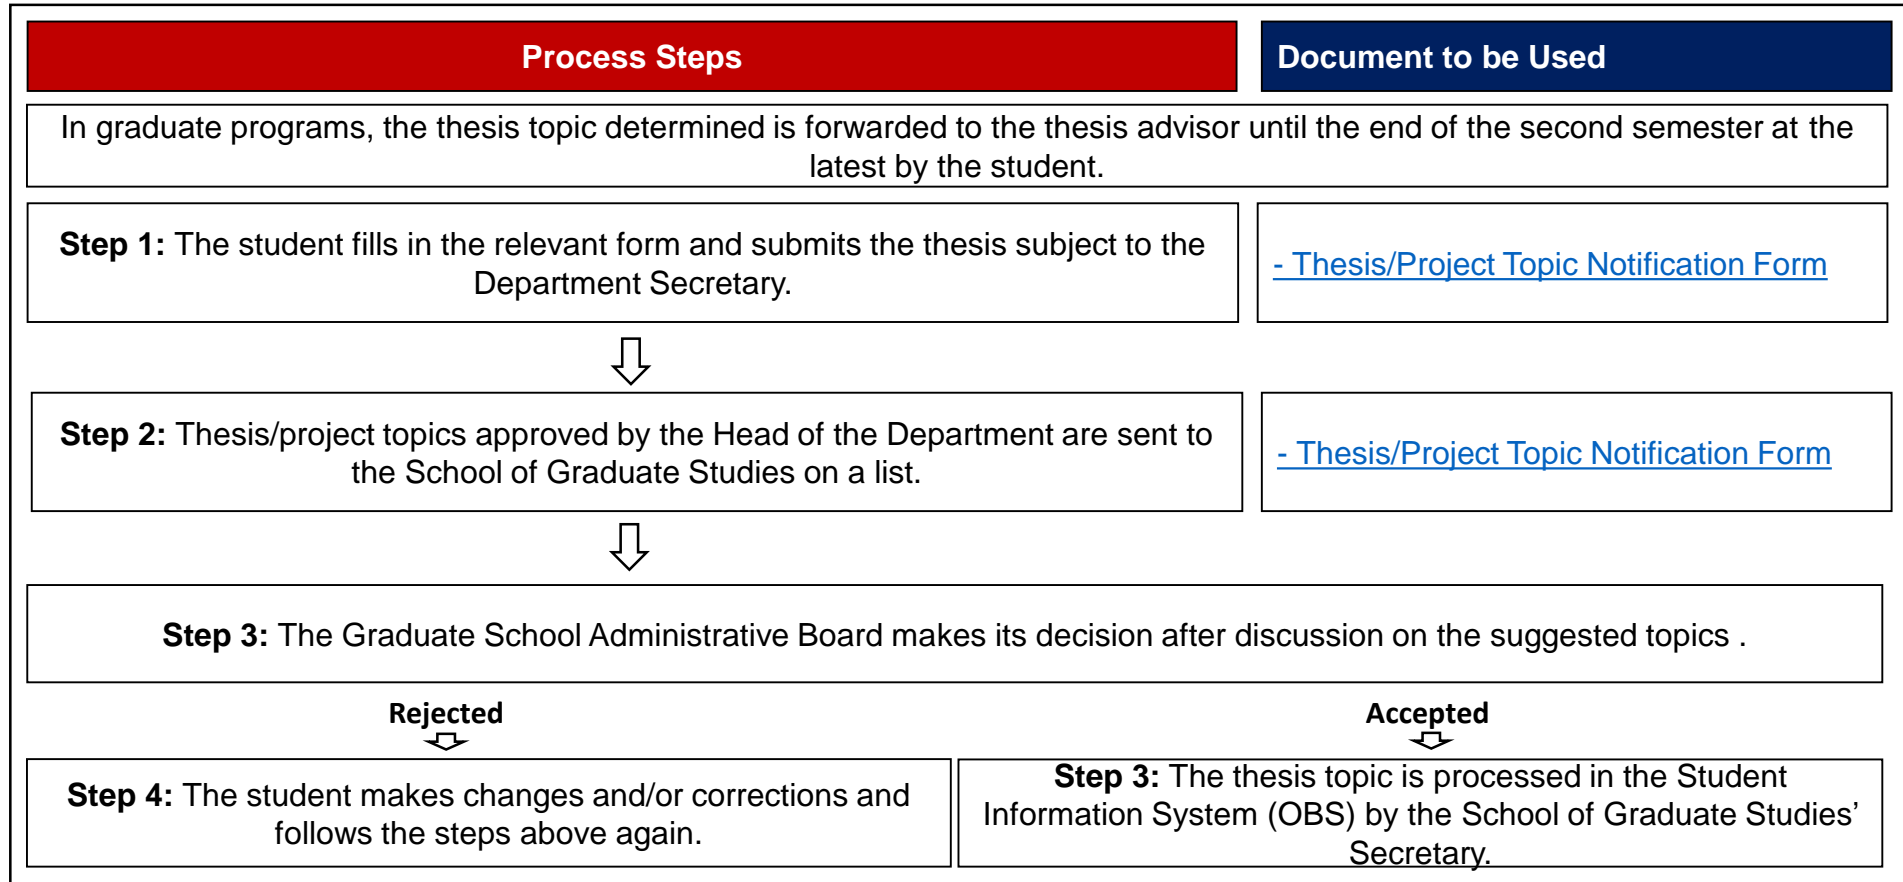 Process Steps
Document to be Used
In graduate programs, the thesis topic determined is forwarded to the thesis advisor until the end of the second semester at the
latest by the student.
Step 1: The student fills in the relevant form and submits the thesis subject to the
Department Secretary.
- Thesis/Project Topic Notification Form
Step 2: Thesis/project topics approved by the Head of the Department are sent to
the School of Graduate Studies on a list.
- Thesis/Project Topic Notification Form
Step 3: The Graduate School Administrative Board makes its decision after discussion on the suggested topics .
Rejected
Accepted
Step 4: The student makes changes and/or corrections and
follows the steps above again.
Step 3: The thesis topic is processed in the Student
Information System (OBS) by the School of Graduate Studies’
Secretary.